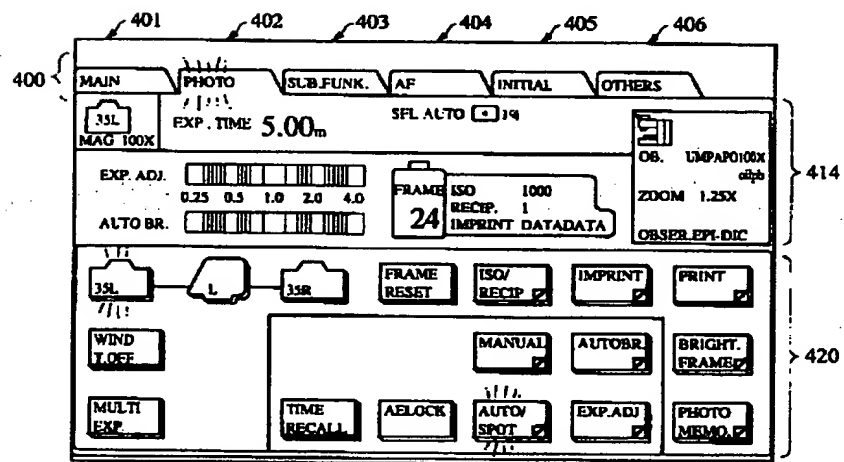 401 402 403 404 405 406
400
MAIN PHOTO SUB.FUNK. AF INITIAL OTHERS
35L
MAG 100X
EXP. TIME 5.00m
SFL AUTO
OB. UMPAPO100X
ZOOM 1.25X
OBSER.EPI-DIC
414
EXP. ADJ.
0.25 0.5 1.0 2.0 4.0
AUTO BR.
FRAME
24
ISO 1000
RECIP. 1
IMPRINT DATADATA
35L L 35R
FRAME
RESET
ISO/
RECIP
IMPRINT
PRINT
WIND
T.OFF
MANUAL
AUTOBR.
BRIGHT.
FRAME
420
MULTI
EXP.
TIME
RECALL
AELOCK
AUTO/
SPOT
EXP.ADJ
PHOTO
MEMO.